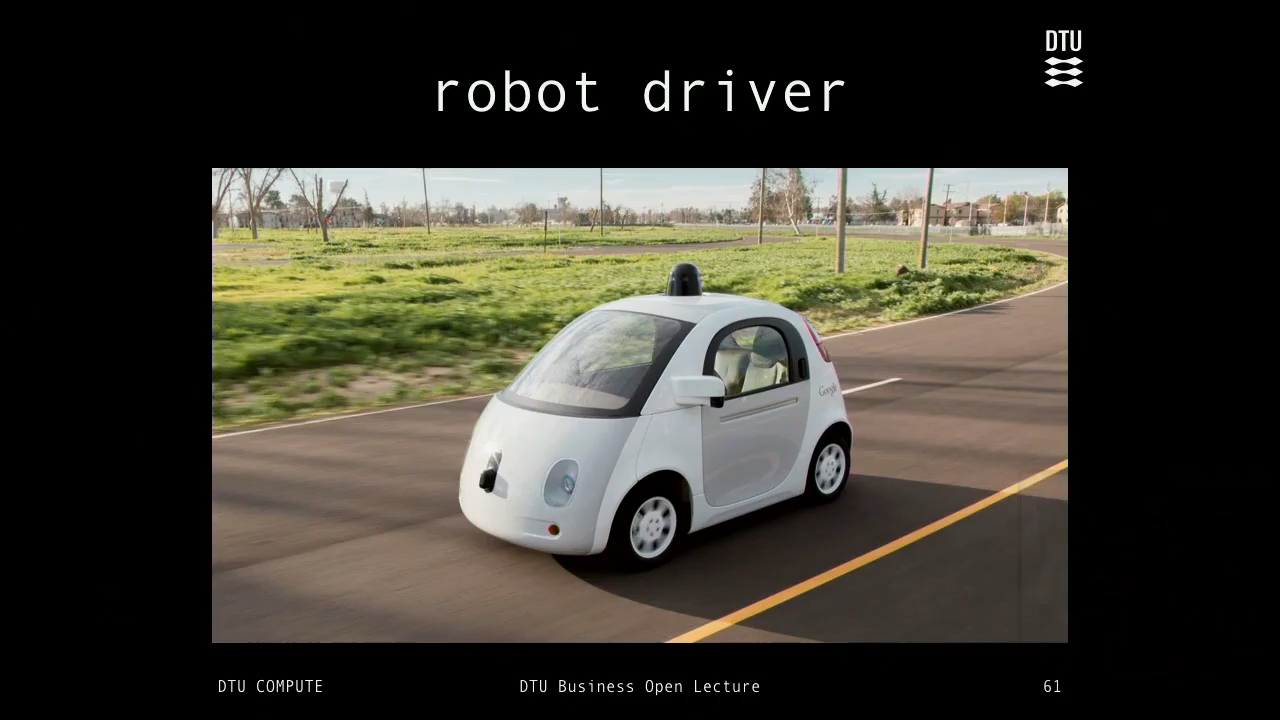 DTU
robot driver
Google
DTU COMPUTE
DTU Business Open Lecture
61